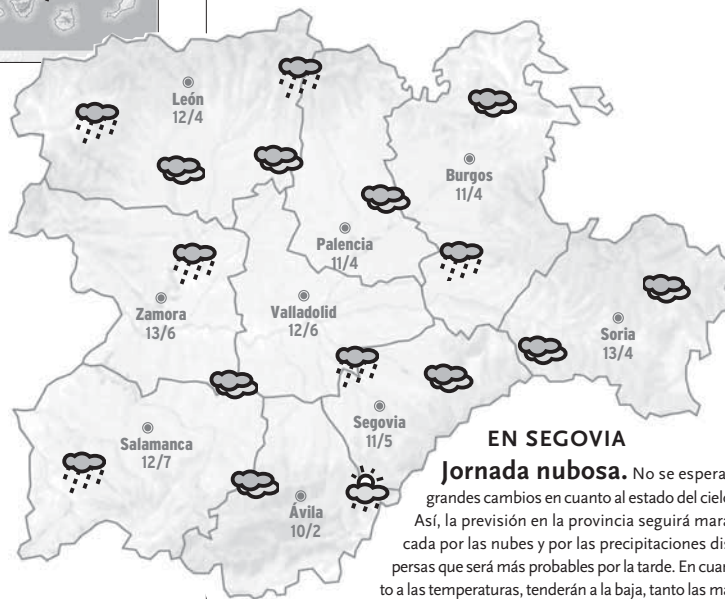 León
12/4
Burgos
11/4
Palencia
11/4
Zamora
13/6
Valladolid
12/6
Soria
13/4
Segovia
11/5
Salamanca
12/7
Ávila
10/2
EN SEGOVIA
Jornada nubosa. No se espera
grandes cambios en cuanto al estado del ciel
Así, la previsión en la provincia seguirá mar
cada por las nubes y por las precipitaciones dis
persas que será más probables por la tarde. En cuan
to a las temperaturas, tenderán a la baja, tanto las